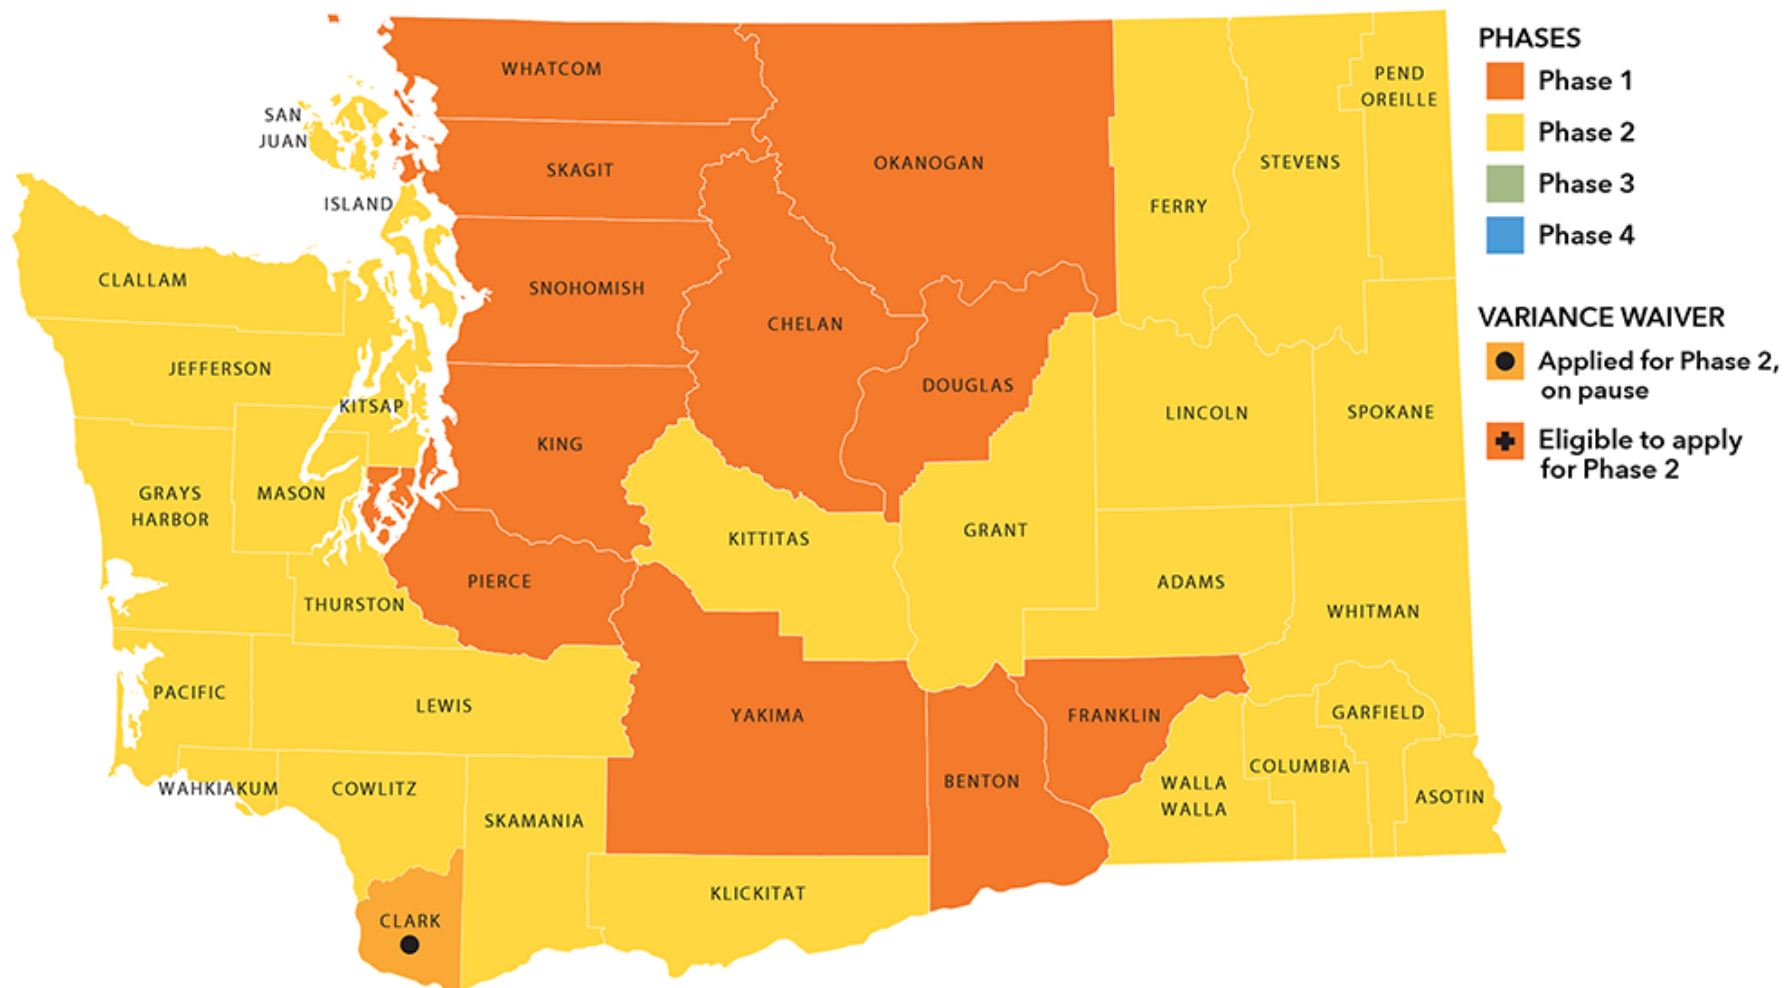 WHATCOM
SAN
JUAN
SKAGIT
OKANOGAN
PEND
OREILLE
STEVENS
FERRY
ISLAND
CLALLAM
SNOHOMISH
CHELAN
JEFFERSON
DOUGLAS
KITSAP
LINCOLN
SPOKANE
KING
GRAYS
HARBOR
MASON
KITTITAS
GRANT
PIERCE
ADAMS
THURSTON
WHITMAN
PACIFIC
LEWIS
YAKIMA
FRANKLIN
GARFIELD
WAHKIAKUM
COWLITZ
SKAMANIA
BENTON
WALLA
WALLA
COLUMBIA
ASOTIN
KLICKITAT
CLARK
PHASES
Phase 1
Phase 2
Phase 3
Phase 4
VARIANCE WAIVER
Applied for Phase 2,
on pause
Eligible to apply
for Phase 2